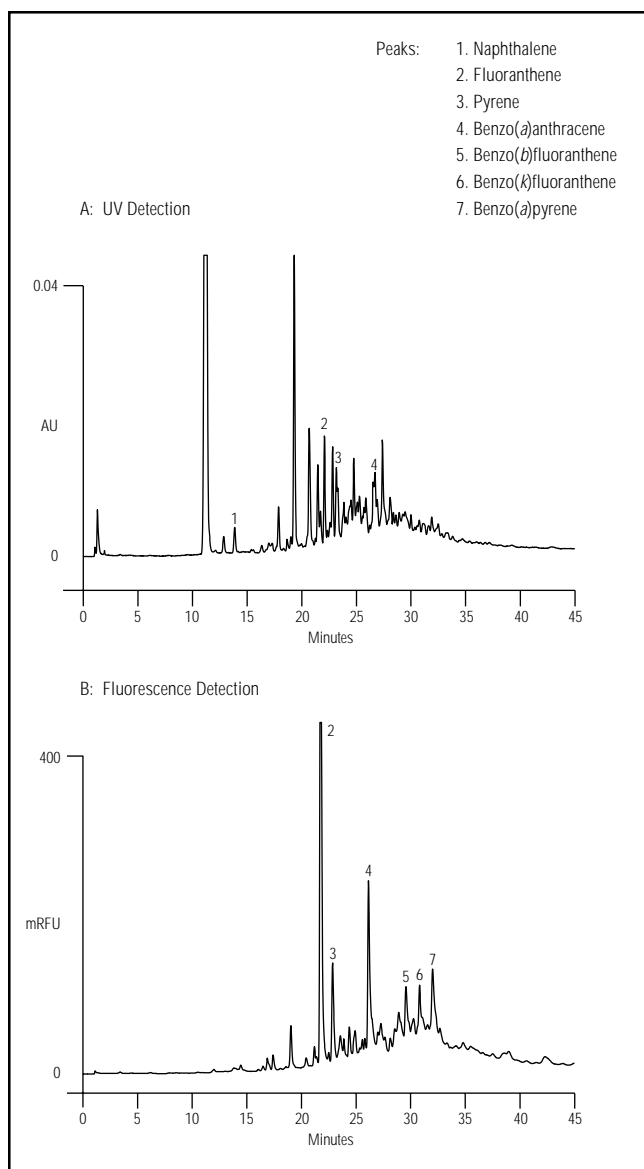 Peaks: 1. Naphthalene
2. Fluoranthene
3. Pyrene
4. Benzo(a)anthracene
5. Benzo(b)fluoranthene
6. Benzo(k)fluoranthene
7. Benzo(a)pyrene
A: UV Detection
0.04
AU
0
1
2
3
4
0 5 10 15 20 25 30 35 40 45
Minutes
B: Fluorescence Detection
400
mRFU
0
2
3
4
5
6
7
0 5 10 15 20 25 30 35 40 45
Minutes